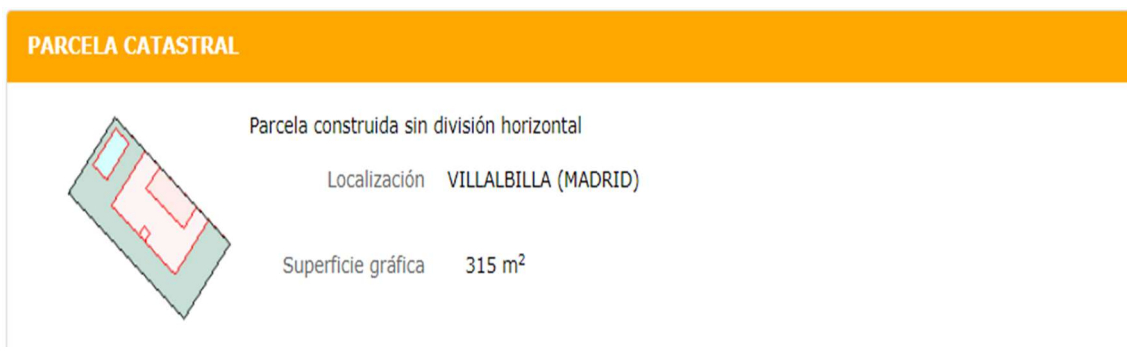 PARCELA CATASTRAL
Parcela construida sin división horizontal
Localización VILLALBILLA (MADRID)
Superficie gráfica 315 m²